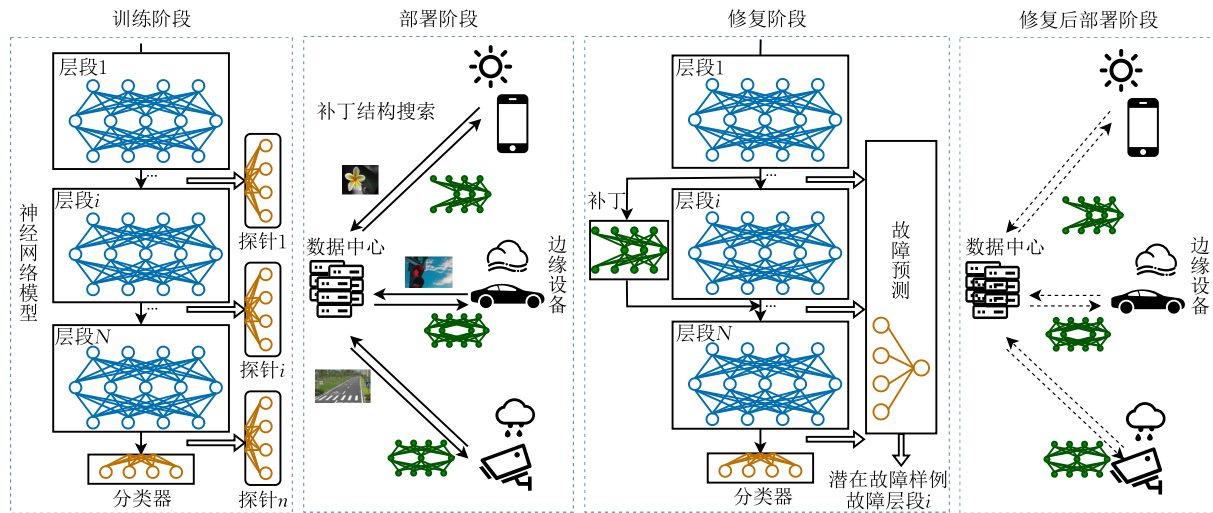 训练阶段
层段1
...
层段i
...
层段N
神经网络模型
探针1
探针i
探针n
分类器
部署阶段
补丁结构搜索
数据中心
边缘设备
修复阶段
层段1
...
补丁
层段i
...
层段N
故障预测
分类器
潜在故障样例
故障层段i
修复后部署阶段
数据中心
边缘设备